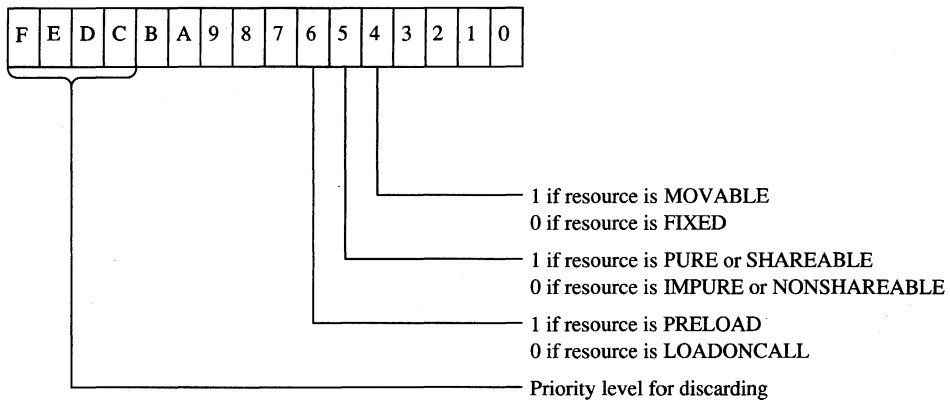 F E D C B A 9 8 7 6 5 4 3 2 1 0
1 if resource is MOVABLE
0 if resource is FIXED
1 if resource is PURE or SHAREABLE
0 if resource is IMPURE or NONSHAREABLE
1 if resource is PRELOAD
0 if resource is LOADONCALL
Priority level for discarding